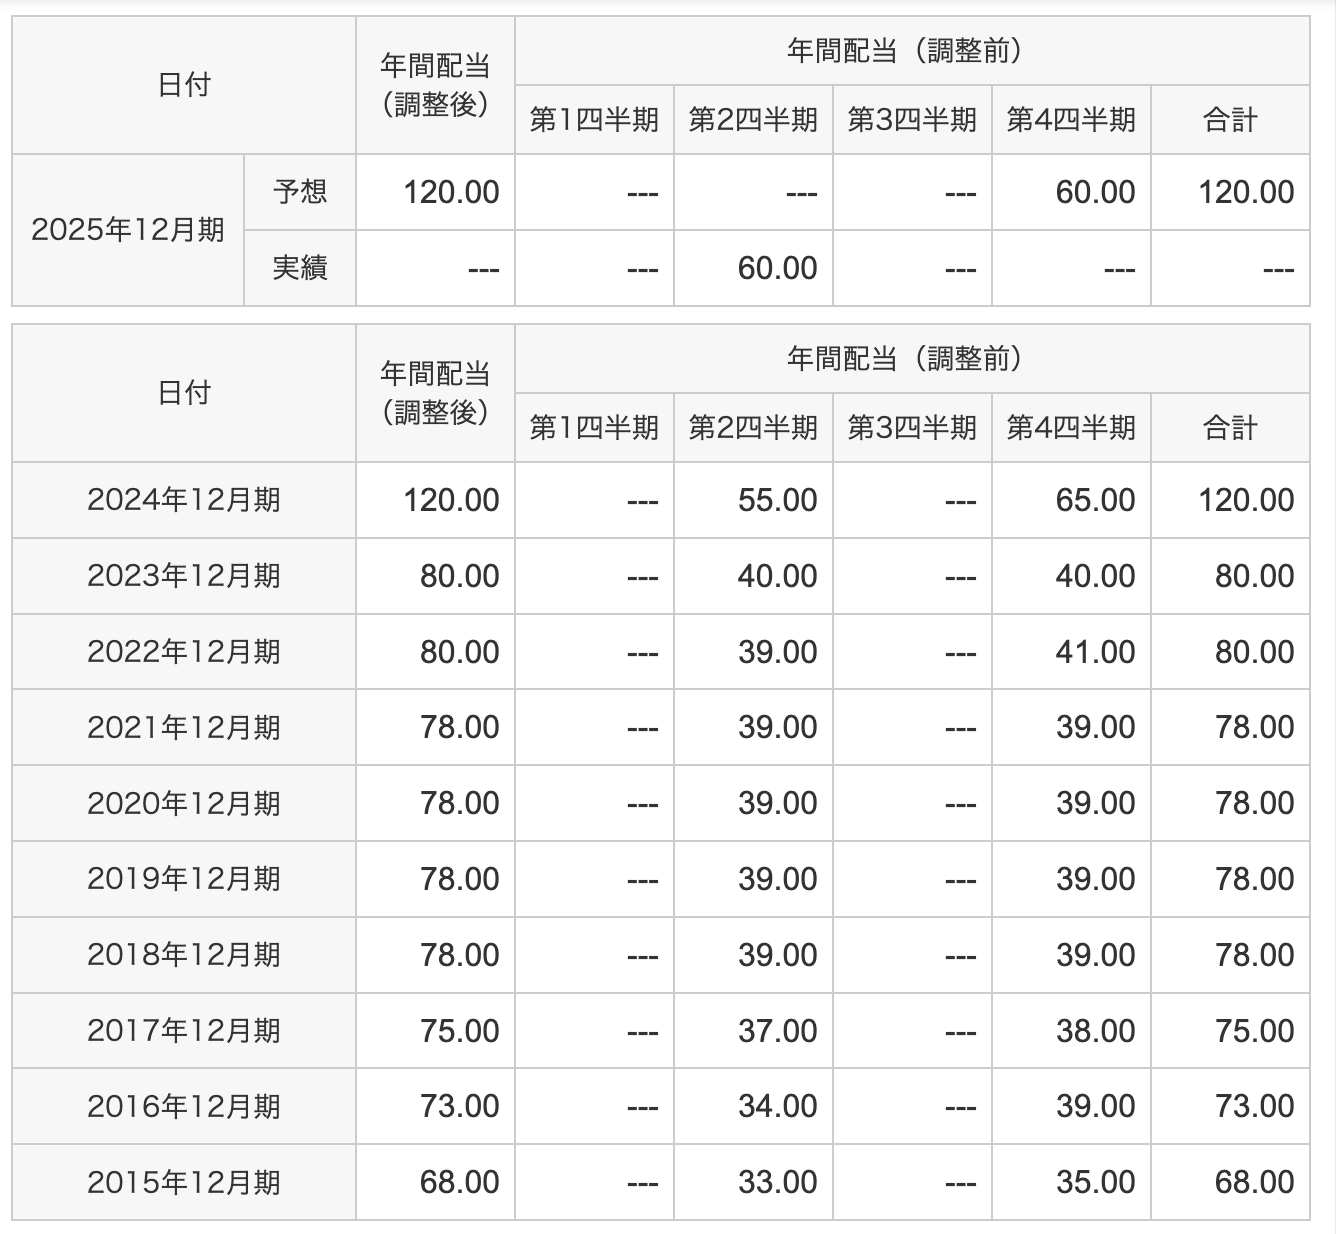 日付 年間配当 年間配当（調整前）
（調整後） 第1四半期 第2四半期 第3四半期 第4四半期 合計
2025年12月期 予想 120.00 --- --- --- 60.00 120.00
実績 --- --- 60.00 --- --- ---
日付 年間配当 年間配当（調整前）
（調整後） 第1四半期 第2四半期 第3四半期 第4四半期 合計
2024年12月期 120.00 --- 55.00 --- 65.00 120.00
2023年12月期 80.00 --- 40.00 --- 40.00 80.00
2022年12月期 80.00 --- 39.00 --- 41.00 80.00
2021年12月期 78.00 --- 39.00 --- 39.00 78.00
2020年12月期 78.00 --- 39.00 --- 39.00 78.00
2019年12月期 78.00 --- 39.00 --- 39.00 78.00
2018年12月期 78.00 --- 39.00 --- 39.00 78.00
2017年12月期 75.00 --- 37.00 --- 38.00 75.00
2016年12月期 73.00 --- 34.00 --- 39.00 73.00
2015年12月期 68.00 --- 33.00 --- 35.00 68.00